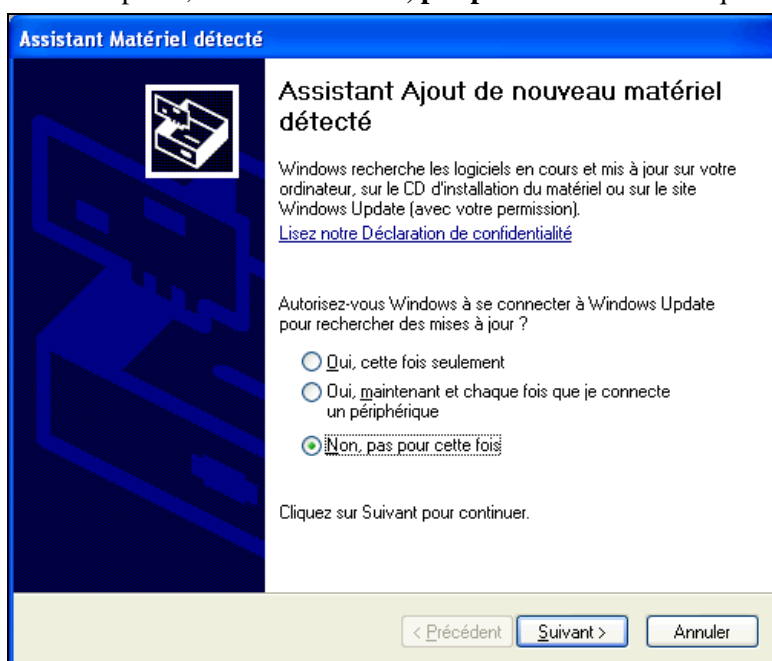 Assistant Matériel détecté
Assistant Ajout de nouveau matériel
détecté
Windows recherche les logiciels en cours et mis à jour sur votre
ordinateur, sur le CD d'installation du matériel ou sur le site
Windows Update (avec votre permission).
Lisez notre Déclaration de confidentialité
Autorisez-vous Windows à se connecter à Windows Update
pour rechercher des mises à jour ?
Oui, cette fois seulement
Oui, maintenant et chaque fois que je connecte
un périphérique
Non, pas pour cette fois
Cliquez sur Suivant pour continuer.
< Précédent
Suivant >
Annuler